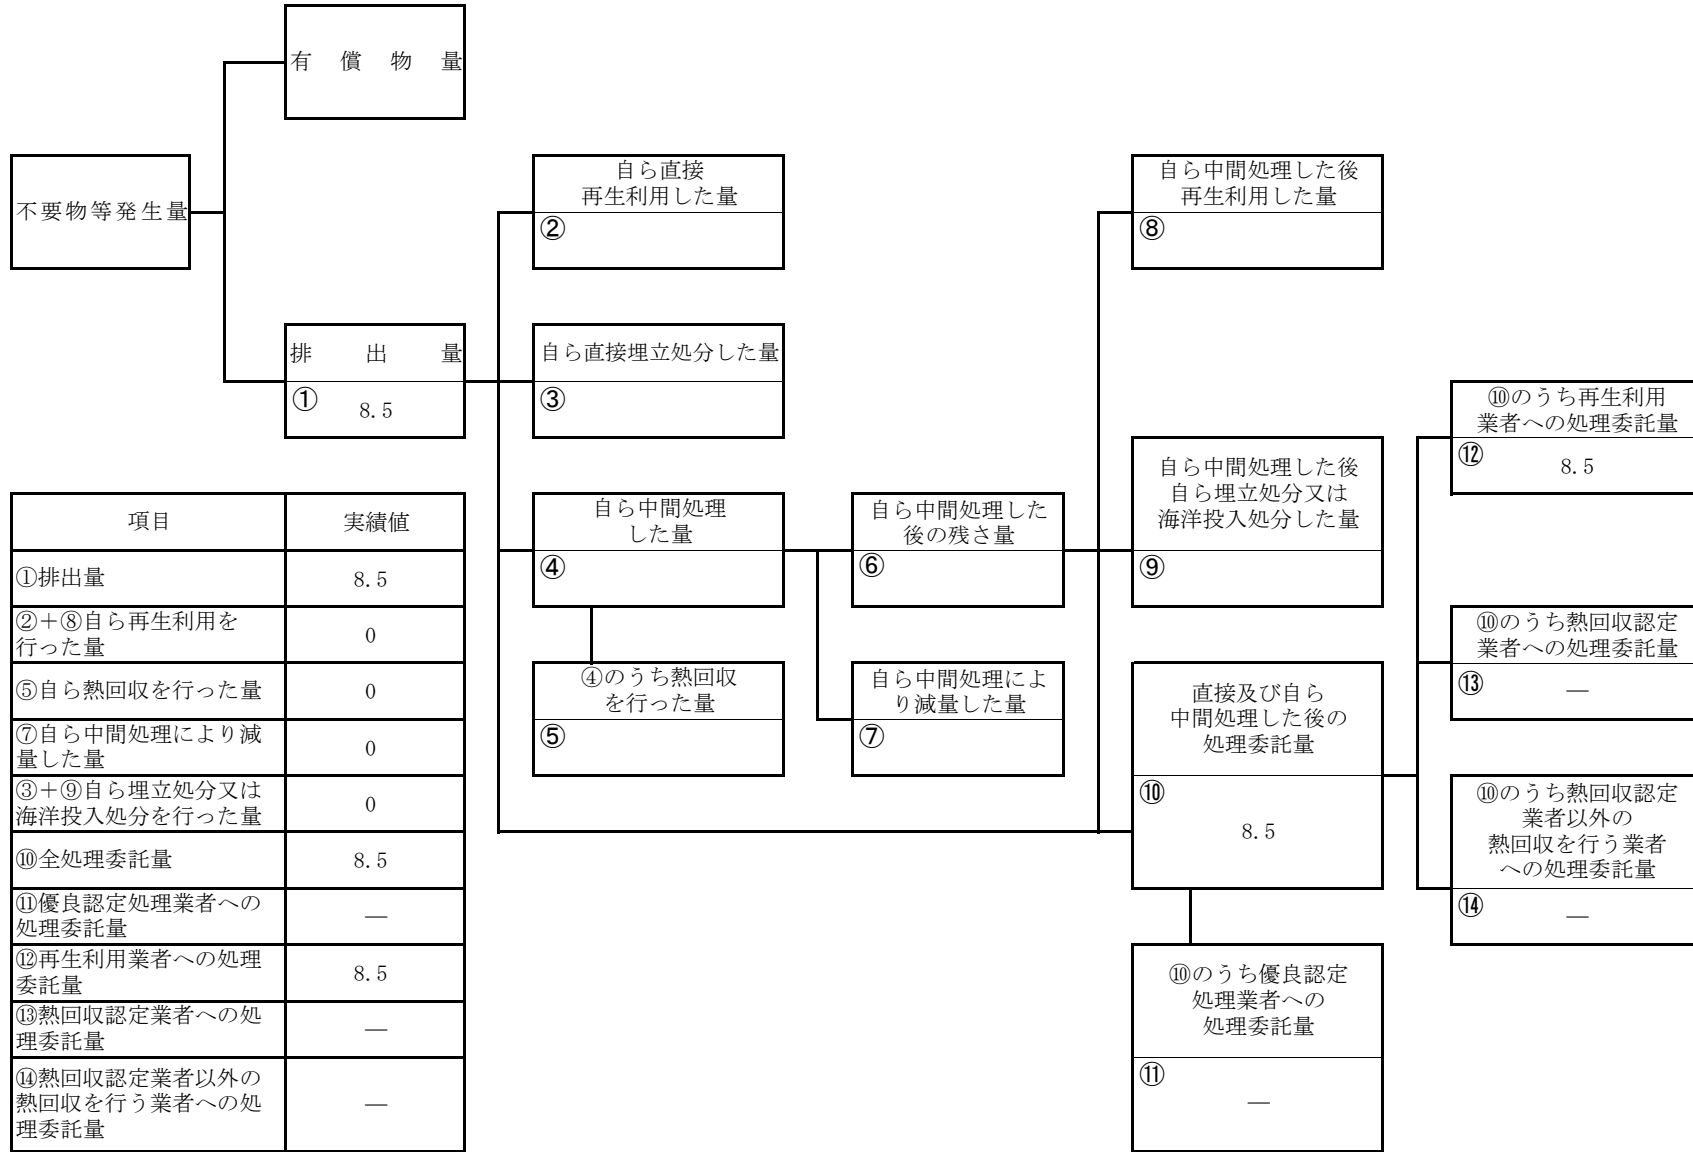 有償物量
不要物等発生量
自ら直接
再生利用した量
②
自ら中間処理した後
再生利用した量
⑧
排出量
① 8.5
自ら直接埋立処分した量
③
⑩のうち再生利用
業者への処理委託量
⑫ 8.5
自ら中間処理
した量
④
自ら中間処理した
後の残さ量
⑥
自ら中間処理した後
自ら埋立処分又は
海洋投入処分した量
⑨
④のうち熱回収
を行った量
⑤
自ら中間処理によ
り減量した量
⑦
直接及び自ら
中間処理した後の
処理委託量
⑩
8.5
⑩のうち熱回収認定
業者への処理委託量
⑬ ―
⑩のうち熱回収認定
業者以外の
熱回収を行う業者
への処理委託量
⑭ ―
⑩のうち優良認定
処理業者への
処理委託量
⑪
―
項目 実績値
①排出量 8.5
②＋⑧自ら再生利用を
行った量 0
⑤自ら熱回収を行った量 0
⑦自ら中間処理により減
量した量 0
③＋⑨自ら埋立処分又は
海洋投入処分を行った量 0
⑩全処理委託量 8.5
⑪優良認定処理業者への
処理委託量 ―
⑫再生利用業者への処理
委託量 8.5
⑬熱回収認定業者への処
理委託量 ―
⑭熱回収認定業者以外の
熱回収を行う業者への処
理委託量 ―